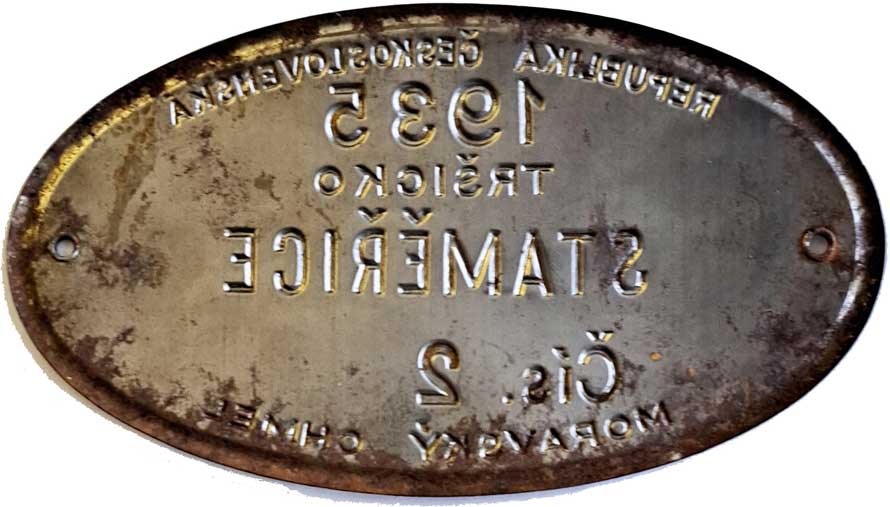 REPUBLIKA ČESKOSLOVENSKÁ
1935
TRŠICKO
STAMĚŘICE
Čís. 2
MORAVSKÝ CHMEL